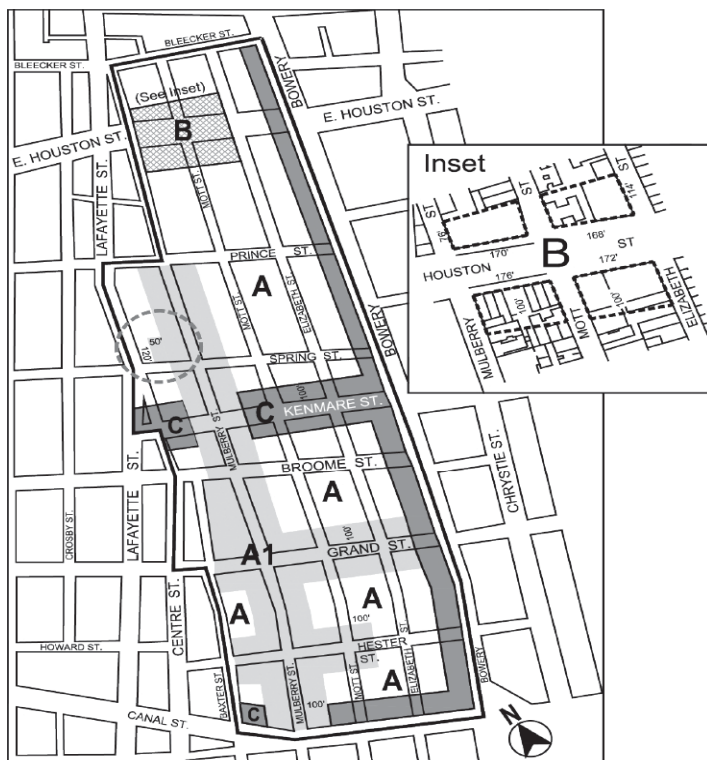 BLEECKER ST.
BLEECKER ST.
(See Inset)
BOWERY
E. HOUSTON ST.
B
E. HOUSTON ST.
LAFAYETTE ST.
MOTT ST.
Inset
ST
ST
ST
76'
114'
170'
B
168'
ST
HOUSTON
172'
176'
100'
100'
MULBERRY
MOTT
ELIZABETH
PRINCE ST.
A
MOTT ST.
ELIZABETH ST.
50'
120'
SPRING ST.
BOWERY
100'
C
C
KENMARE ST.
MULBERRY ST.
BROOME ST.
CROSBY ST.
LAFAYETTE ST.
A
CHRYSTIE ST.
100'
A1
GRAND ST.
A
A
CENTRE ST.
100'
HOWARD ST.
HESTER ST.
ELIZABETH ST.
BOWERY
BAXTER ST.
MULBERRY ST.
MOTT ST.
A
C
100'
CANAL ST.
N